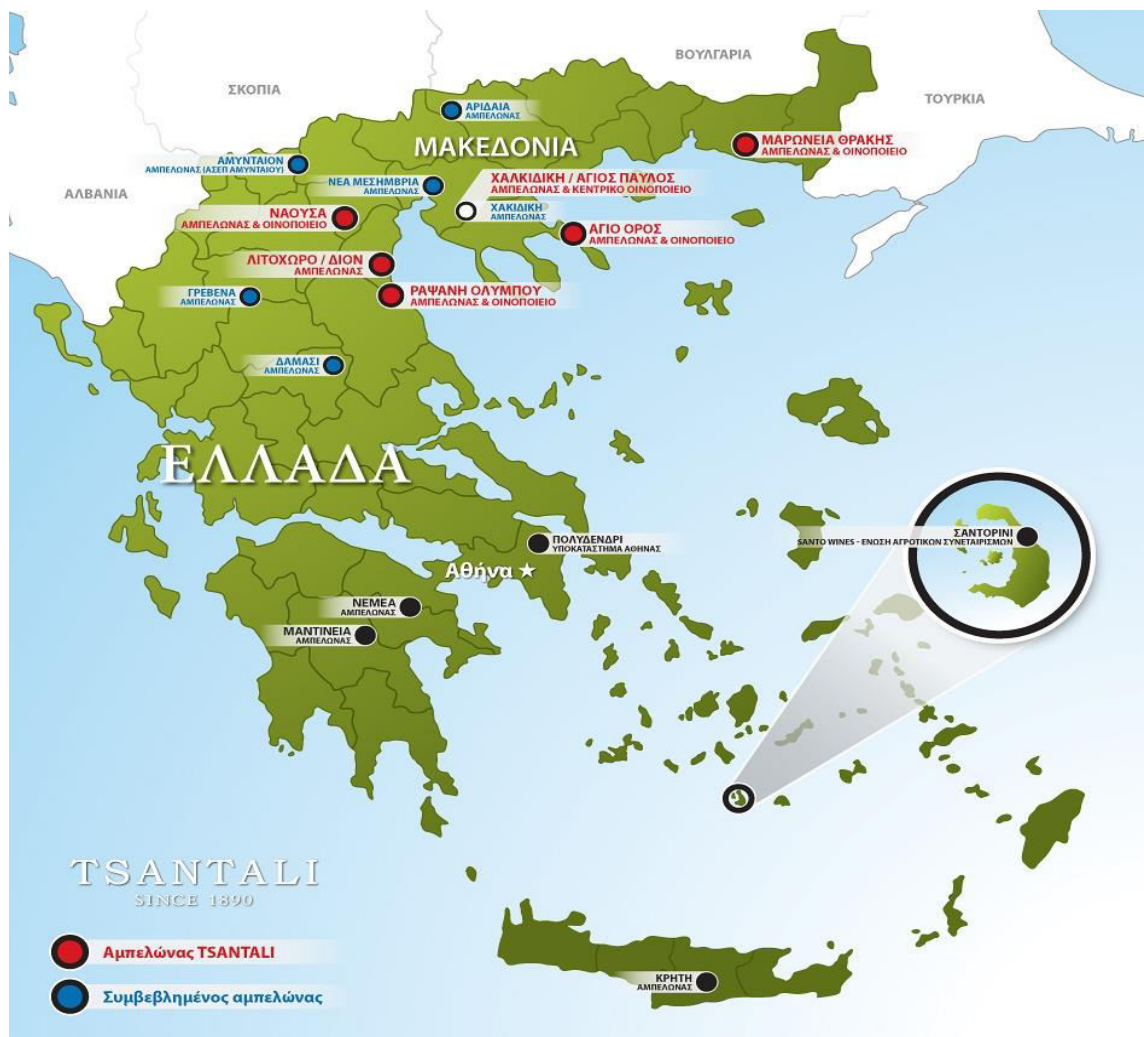 ΒΟΥΛΓΑΡΙΑ
ΣΚΟΠΙΑ
ΤΟΥΡΚΙΑ
ΑΛΒΑΝΙΑ
ΑΡΙΔΑΙΑ
ΑΜΠΕΛΩΝΑΣ
ΜΑΚΕΔΟΝΙΑ
ΜΑΡΩΝΕΙΑ ΘΡΑΚΗΣ
ΑΜΠΕΛΩΝΑΣ & ΟΙΝΟΠΟΙΕΙΟ
ΑΜΥΝΤΑΙΟΝ
ΑΜΠΕΛΩΝΑΣ (ΑΣΕΠ ΑΜΥΝΤΑΙΟΥ)
ΝΕΑ ΜΕΣΗΜΒΡΙΑ
ΑΜΠΕΛΩΝΑΣ
ΧΑΛΚΙΔΙΚΗ / ΑΓΙΟΣ ΠΑΥΛΟΣ
ΑΜΠΕΛΩΝΑΣ & ΚΕΝΤΡΙΚΟ ΟΙΝΟΠΟΙΕΙΟ
ΧΑΚΙΔΙΚΗ
ΑΜΠΕΛΩΝΑΣ
ΝΑΟΥΣΑ
ΑΜΠΕΛΩΝΑΣ & ΟΙΝΟΠΟΙΕΙΟ
ΑΓΙΟ ΟΡΟΣ
ΑΜΠΕΛΩΝΑΣ & ΟΙΝΟΠΟΙΕΙΟ
ΛΙΤΟΧΩΡΟ / ΔΙΟΝ
ΑΜΠΕΛΩΝΑΣ
ΓΡΕΒΕΝΑ
ΑΜΠΕΛΩΝΑΣ
ΡΑΨΑΝΗ ΟΛΥΜΠΟΥ
ΑΜΠΕΛΩΝΑΣ & ΟΙΝΟΠΟΙΕΙΟ
ΔΑΜΑΣΙ
ΑΜΠΕΛΩΝΑΣ
ΕΛΛΑΔΑ
ΠΟΛΥΔΕΝΔΡΙ
ΥΠΟΚΑΤΑΣΤΗΜΑ ΑΘΗΝΑΣ
Αθήνα
ΣΑΝΤΟΡΙΝΙ
SANTO WINES - ΕΝΩΣΗ ΑΓΡΟΤΙΚΩΝ ΣΥΝΕΤΑΙΡΙΣΜΩΝ
ΝΕΜΕΑ
ΑΜΠΕΛΩΝΑΣ
ΜΑΝΤΙΝΕΙΑ
ΑΜΠΕΛΩΝΑΣ
TSANTALI
SINCE 1890
Αμπελώνας TSANTALI
Συμβεβλημένος αμπελώνας
ΚΡΗΤΗ
ΑΜΠΕΛΩΝΑΣ